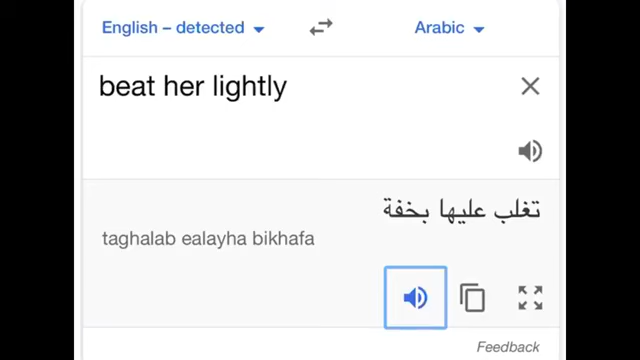 English – detected
Arabic
beat her lightly
تغلب عليها بخفة
taghalab ealayha bikhafa
Feedback